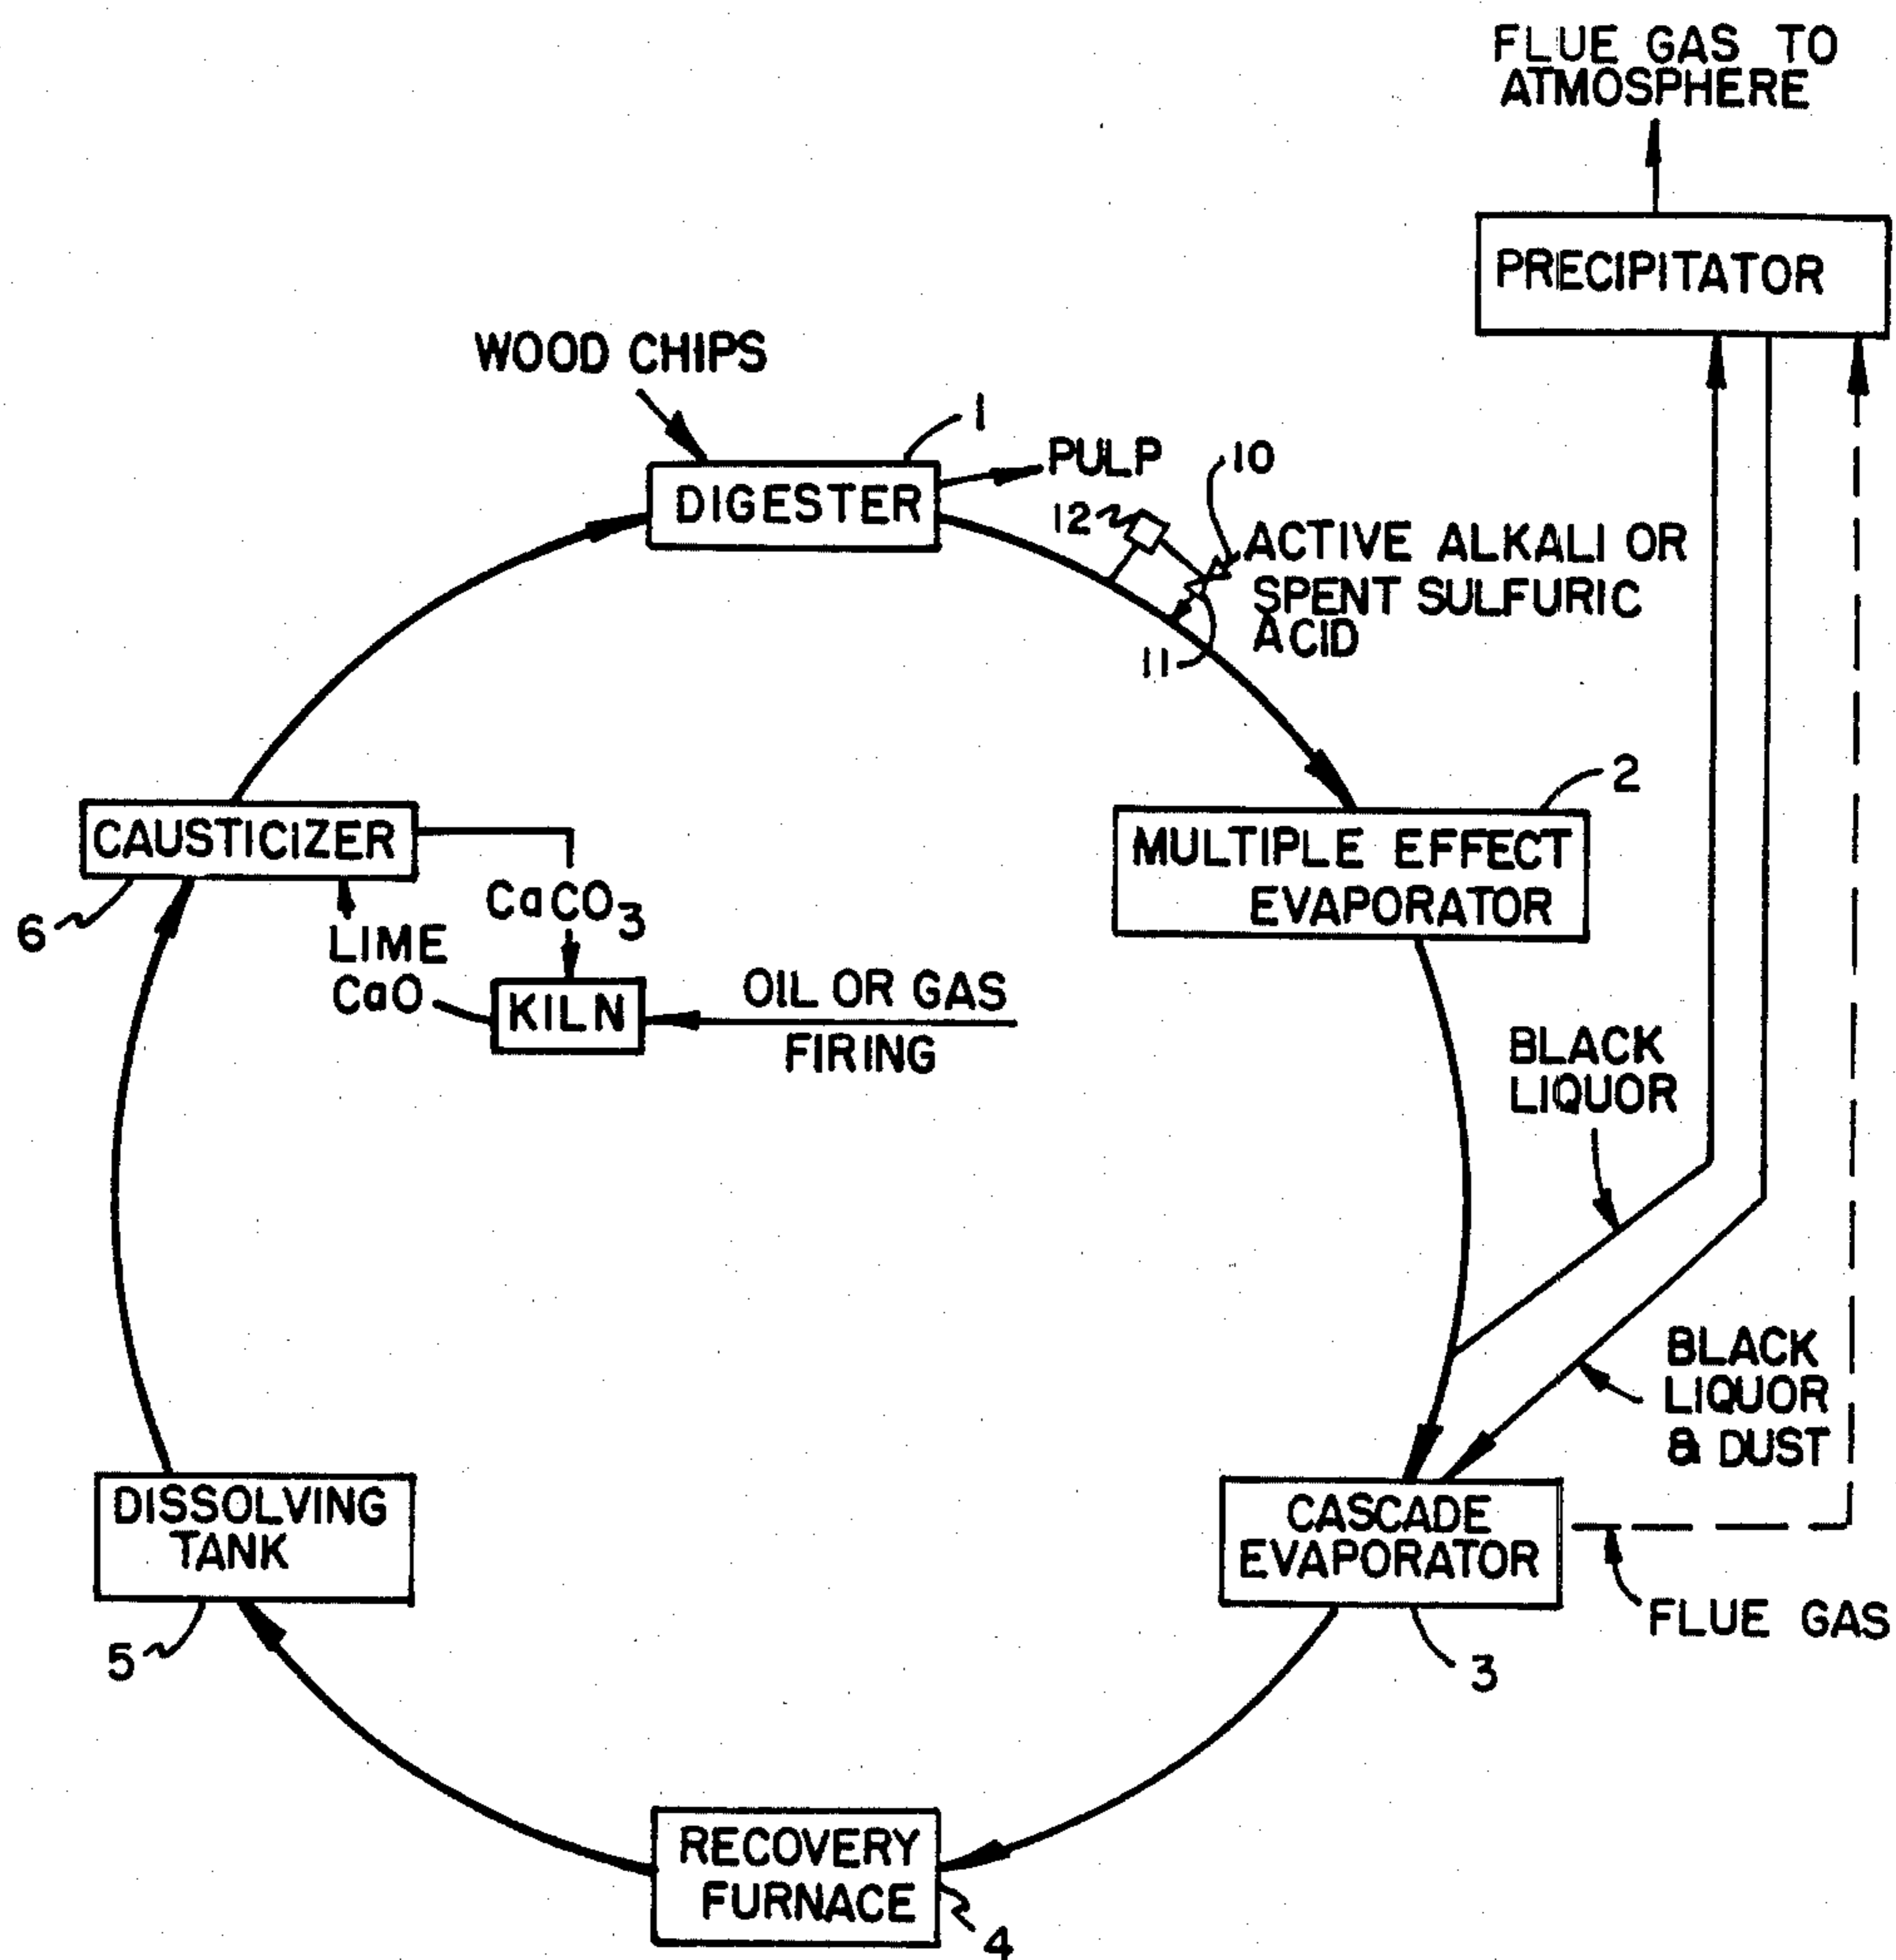 FLUE GAS TO
ATMOSPHERE
PRECIPITATOR
WOOD CHIPS
1
DIGESTER
PULP
10
12
ACTIVE ALKALI OR
SPENT SULFURIC
ACID
11
2
CAUSTICIZER
MULTIPLE EFFECT
EVAPORATOR
6
CaCO3
LIME
CaO
KILN
OIL OR GAS
FIRING
BLACK
LIQUOR
BLACK
LIQUOR
& DUST
DISSOLVING
TANK
CASCADE
EVAPORATOR
FLUE GAS
5
3
RECOVERY
FURNACE
4